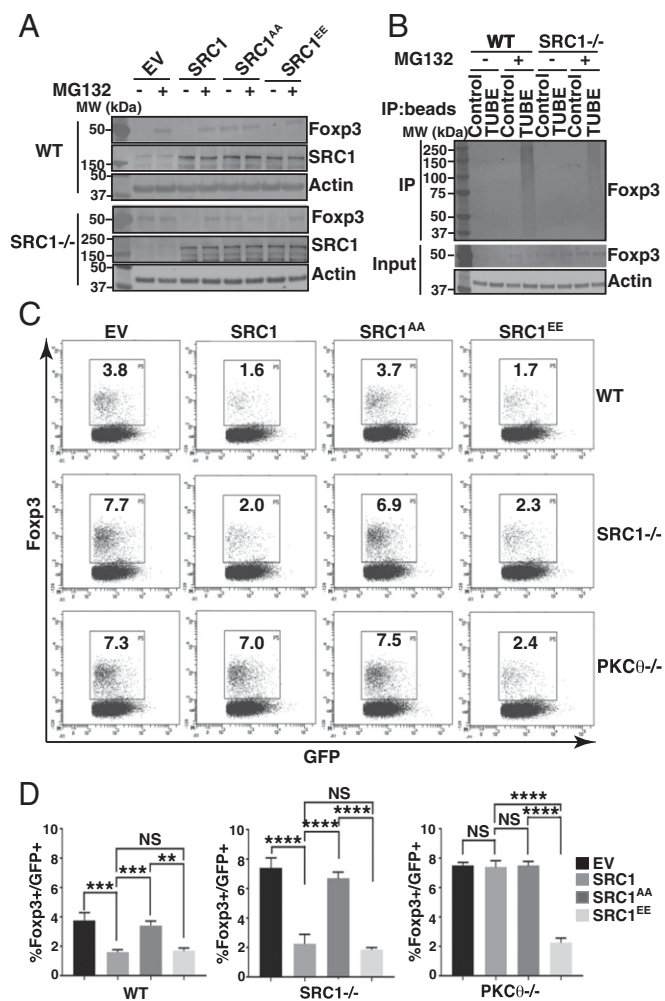 A
EV SRC1 SRC1AA SRC1EE
MG132 - + - + - + - +
MW (kDa)
WT
50 Foxp3
150 SRC1
50
37 Actin
SRC1-/-
50 Foxp3
250
150 SRC1
50
37 Actin
B
WT SRC1-/-
MG132 - + - +
IP:beads Control TUBE Control TUBE Control TUBE Control TUBE
MW (kDa)
IP
250
150
100
75
50
37
Foxp3
Input
50 Foxp3
37 Actin
C
EV SRC1 SRC1AA SRC1EE
3.8 1.6 3.7 1.7 WT
7.7 2.0 6.9 2.3 SRC1-/-
7.3 7.0 7.5 2.4 PKCθ-/-
Foxp3
GFP
D
%Foxp3+/GFP+
10
8
6
4
2
0
*** *** ** NS
WT
%Foxp3+/GFP+
10
8
6
4
2
0
**** **** **** NS
SRC1-/-
%Foxp3+/GFP+
10
8
6
4
2
0
NS NS **** ****
PKCθ-/-
EV
SRC1
SRC1AA
SRC1EE